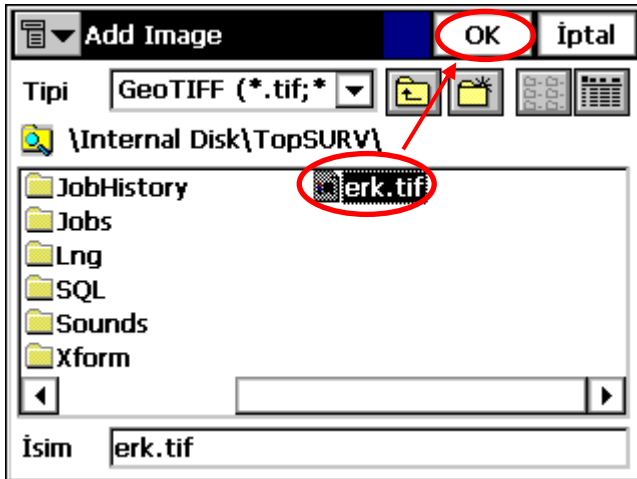 Add Image OK İptal
Tipi GeoTIFF (*.tif;*
\Internal Disk\TopSURV\
JobHistory erk.tif
Jobs
Lng
SQL
Sounds
Xform
İsim erk.tif